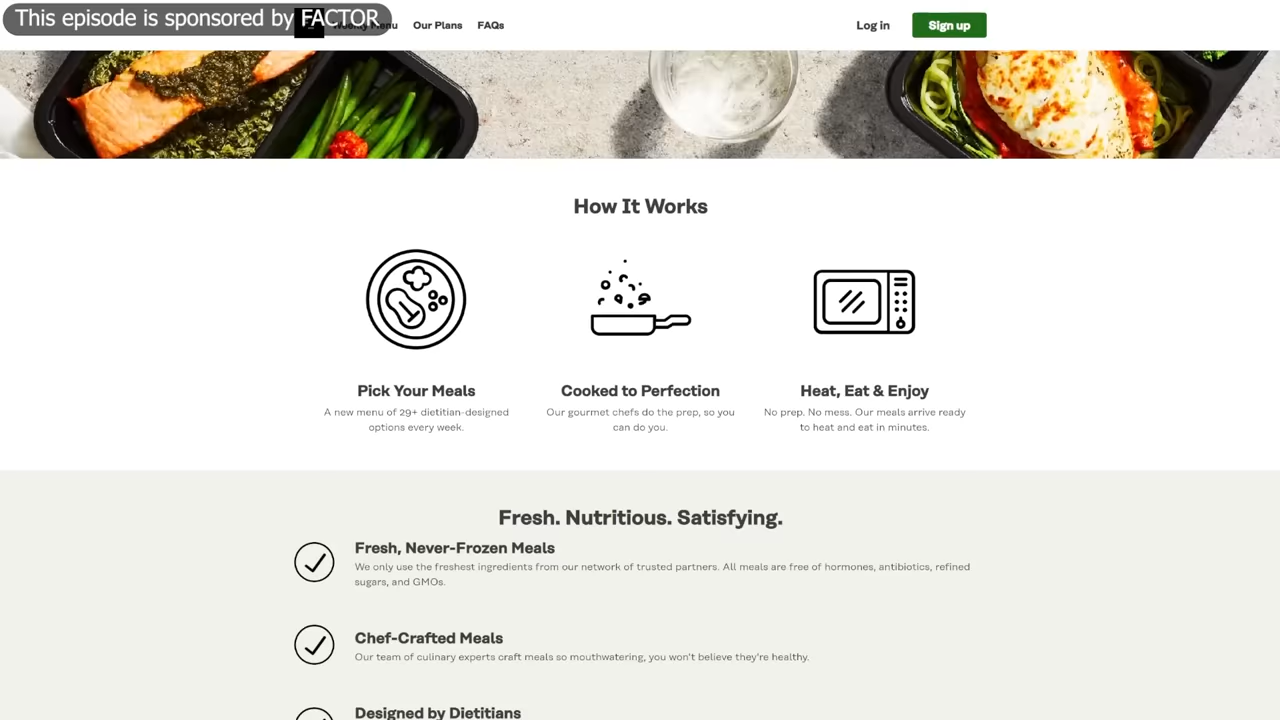 This episode is sponsored by FACTOR
Weekly Menu
Our Plans
FAQs
Log in
Sign up
How It Works
Pick Your Meals
A new menu of 29+ dietitian-designed
options every week.
Cooked to Perfection
Our gourmet chefs do the prep, so you
can do you.
Heat, Eat & Enjoy
No prep. No mess. Our meals arrive ready
to heat and eat in minutes.
Fresh. Nutritious. Satisfying.
Fresh, Never-Frozen Meals
We only use the freshest ingredients from our network of trusted partners. All meals are free of hormones, antibiotics, refined
sugars, and GMOs.
Chef-Crafted Meals
Our team of culinary experts craft meals so mouthwatering, you won't believe they're healthy.
Designed by Dietitians